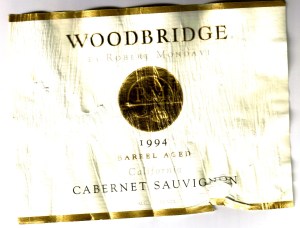 WOODBRIDGE
BY ROBERT MONDAVI
1994
BARREL AGED
California
CABERNET SAUVIGNON